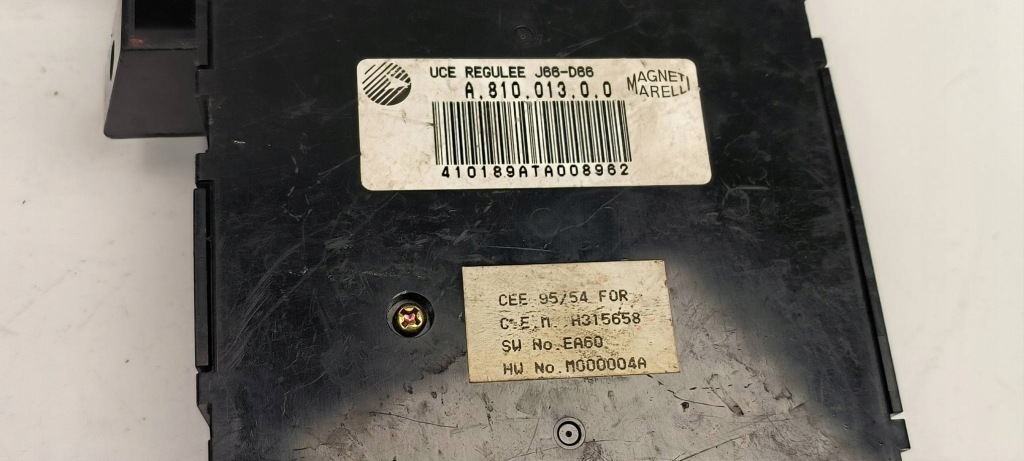 UCE REGULEE J66-D66
A.810.013.0.0
MAGNETI
MARELLI
410189ATA008962
CEE 95/54 FOR
C.E.M. H315658
SW No.EA60
HW No.M000004A